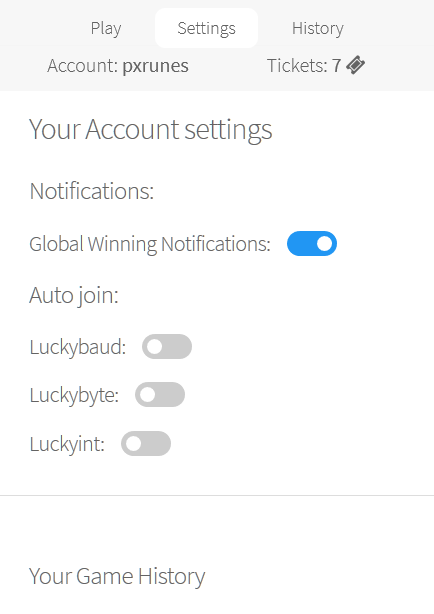 Play Settings History
Account: pxrunes Tickets: 7
Your Account settings
Notifications:
Global Winning Notifications:
Auto join:
Luckybaud:
Luckybyte:
Luckyint:
Your Game History